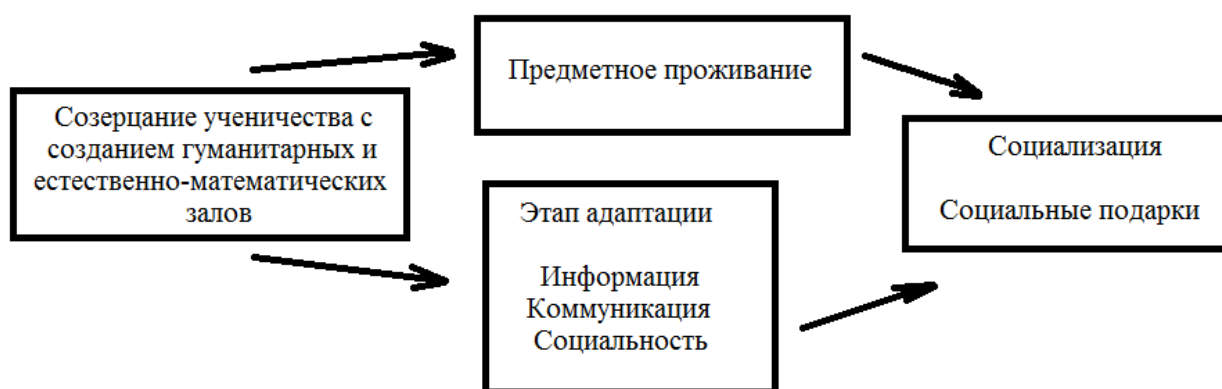 Созерцание ученичества с
созданием гуманитарных и
естественно-математических
залов
Предметное проживание
Этап адаптации
Информация
Коммуникация
Социальность
Социализация
Социальные подарки